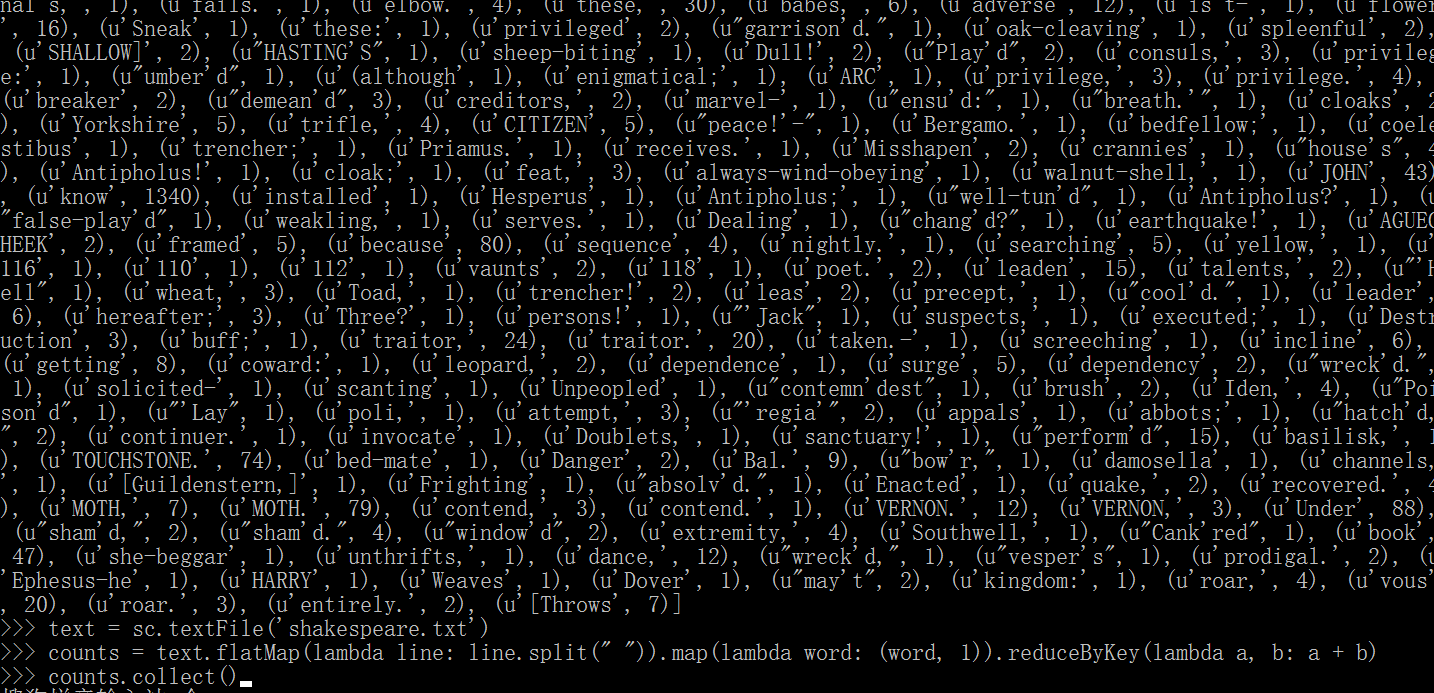 nal's,', 1), (u'fails.', 1), (u'elbow.', 4), (u'these,', 30), (u'babes,', 6), (u'adverse', 12), (u'is't-', 1), (u'flower
', 16), (u'Sneak', 1), (u'these:', 1), (u'privileged', 2), (u"garrison'd.", 1), (u'oak-cleaving', 1), (u'spleenful', 2),
(u'SHALLOW]', 2), (u"HASTING'S", 1), (u'sheep-biting', 1), (u'Dull!', 2), (u"Play'd", 2), (u'consuls,', 3), (u'privileg
e:', 1), (u"umber'd", 1), (u'(although', 1), (u'enigmatical;', 1), (u'ARC', 1), (u'privilege,', 3), (u'privilege.', 4),
(u'breaker', 2), (u"demean'd", 3), (u'creditors,', 2), (u'marvel-', 1), (u"ensu'd:", 1), (u"breath.'", 1), (u'cloaks', 2
), (u'Yorkshire', 5), (u'trifle,', 4), (u'CITIZEN', 5), (u"peace!'-", 1), (u'Bergamo.', 1), (u'bedfellow;', 1), (u'coele
stibus', 1), (u'trencher;', 1), (u'Priamus,', 1), (u'receives.', 1), (u'Misshapen', 2), (u'crannies', 1), (u"house's", 4
), (u'Antipholus!', 1), (u'cloak;', 1), (u'feat,', 3), (u'always-wind-obeying', 1), (u'walnut-shell,', 1), (u'JOHN', 43)
, (u'know', 1340), (u'installed', 1), (u'Hesperus', 1), (u'Antipholus;', 1), (u"well-tun'd", 1), (u'Antipholus?', 1), (u
"false-play'd", 1), (u'weakling,', 1), (u'serves.', 1), (u'Dealing', 1), (u"chang'd?", 1), (u'earthquake!', 1), (u'AGUEC
HEEK', 2), (u'framed', 5), (u'because', 80), (u'sequence', 4), (u'nightly.', 1), (u'searching', 5), (u'yellow,', 1), (u'
116', 1), (u'110', 1), (u'112', 1), (u'vaunts', 2), (u'118', 1), (u'poet.', 2), (u'leaden', 15), (u'talents,', 2), (u"'H
ell", 1), (u'wheat,', 3), (u'Toad,', 1), (u'trencher!', 2), (u'leas', 2), (u'precept,', 1), (u"cool'd.", 1), (u'leader',
6), (u'hereafter;', 3), (u'Three?', 1), (u'persons!', 1), (u"'Jack", 1), (u'suspects,', 1), (u'executed;', 1), (u'Destr
uction', 3), (u'buff;', 1), (u'traitor,', 24), (u'traitor.', 20), (u'taken.-', 1), (u'screeching', 1), (u'incline', 6),
(u'getting', 8), (u'coward:', 1), (u'leopard,', 2), (u'dependence', 1), (u'surge', 5), (u'dependency', 2), (u"wreck'd.",
1), (u'solicited-', 1), (u'scanting', 1), (u'Unpeopled', 1), (u"contemn'dest", 1), (u'brush', 2), (u'Iden,', 4), (u"Poi
son'd", 1), (u"'Lay", 1), (u'poli,', 1), (u'attempt,', 3), (u"'regia'", 2), (u'appals', 1), (u'abbots;', 1), (u"hatch'd,
", 2), (u'continuer.', 1), (u'invocate', 1), (u'Doublets,', 1), (u'sanctuary!', 1), (u"perform'd", 15), (u'basilisk,', 1
), (u'TOUCHSTONE.', 74), (u'bed-mate', 1), (u'Danger', 2), (u'Bal.', 9), (u"bow'r,", 1), (u'damosella', 1), (u'channels,
', 1), (u'[Guildenstern,]', 1), (u'Frighting', 1), (u"absolv'd.", 1), (u'Enacted', 1), (u'quake,', 2), (u'recovered.', 4
), (u'MOTH,', 7), (u'MOTH.', 79), (u'contend,', 3), (u'contend.', 1), (u'VERNON.', 12), (u'VERNON,', 3), (u'Under', 88),
(u"sham'd,", 2), (u"sham'd.", 4), (u"window'd", 2), (u'extremity,', 4), (u'Southwell,', 1), (u"Cank'red", 1), (u'book',
47), (u'she-beggar', 1), (u'unthrifts,', 1), (u'dance,', 12), (u"wreck'd,", 1), (u"vesper's", 1), (u'prodigal.', 2), (u
'Ephesus-he', 1), (u'HARRY', 1), (u'Weaves', 1), (u'Dover', 1), (u"may't", 2), (u'kingdom:', 1), (u'roar,', 4), (u'vous'
, 20), (u'roar.', 3), (u'entirely.', 2), (u'[Throws', 7)]
>>> text = sc.textFile('shakespeare.txt')
>>> counts = text.flatMap(lambda line: line.split(" ")).map(lambda word: (word, 1)).reduceByKey(lambda a, b: a + b)
>>> counts.collect()